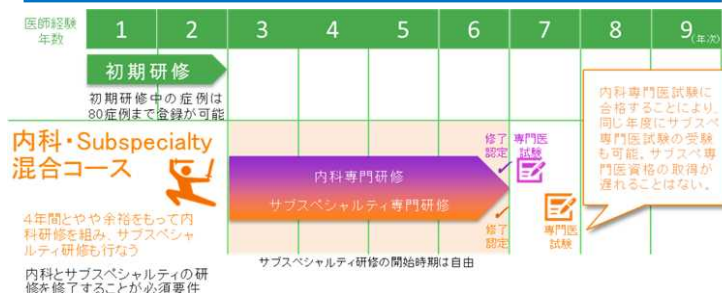 医師経験
年数
1 2 3 4 5 6 7 8 9(年次)
初期研修
初期研修中の症例は
80症例まで登録が可能
内科・Subspecialty
混合コース
4年間とやや余裕をもって内
科研修を組み、サブスペシャ
ルティ研修も行なう
内科とサブスペシャルティの研
修を修了することが必須要件
内科専門研修
サブスペシャルティ専門研修
修了
認定
専門医
試験
修了
認定
専門医
試験
サブスペシャルティ研修の開始時期は自由
内科専門医試験に
合格することにより、
同じ年度にサブスペ
専門医試験の受験
も可能。サブスペ専
門医資格の取得が
遅れることはない。